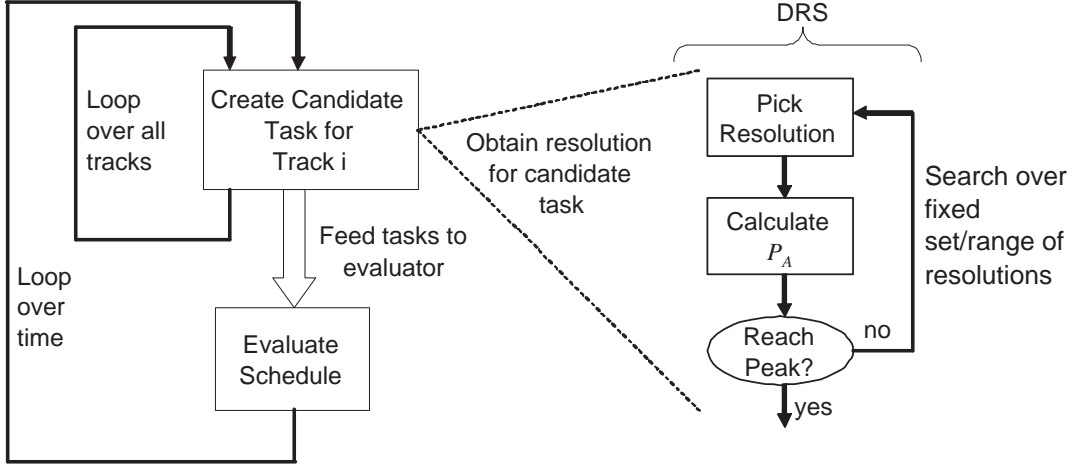 Create Candidate
Task for
Track i
Loop
over all
tracks
Feed tasks to
evaluator
Loop
over
time
Evaluate
Schedule
Obtain resolution
for candidate
task
DRS
Pick
Resolution
Calculate
P_A
Reach
Peak?
no
yes
Search over
fixed
set/range of
resolutions